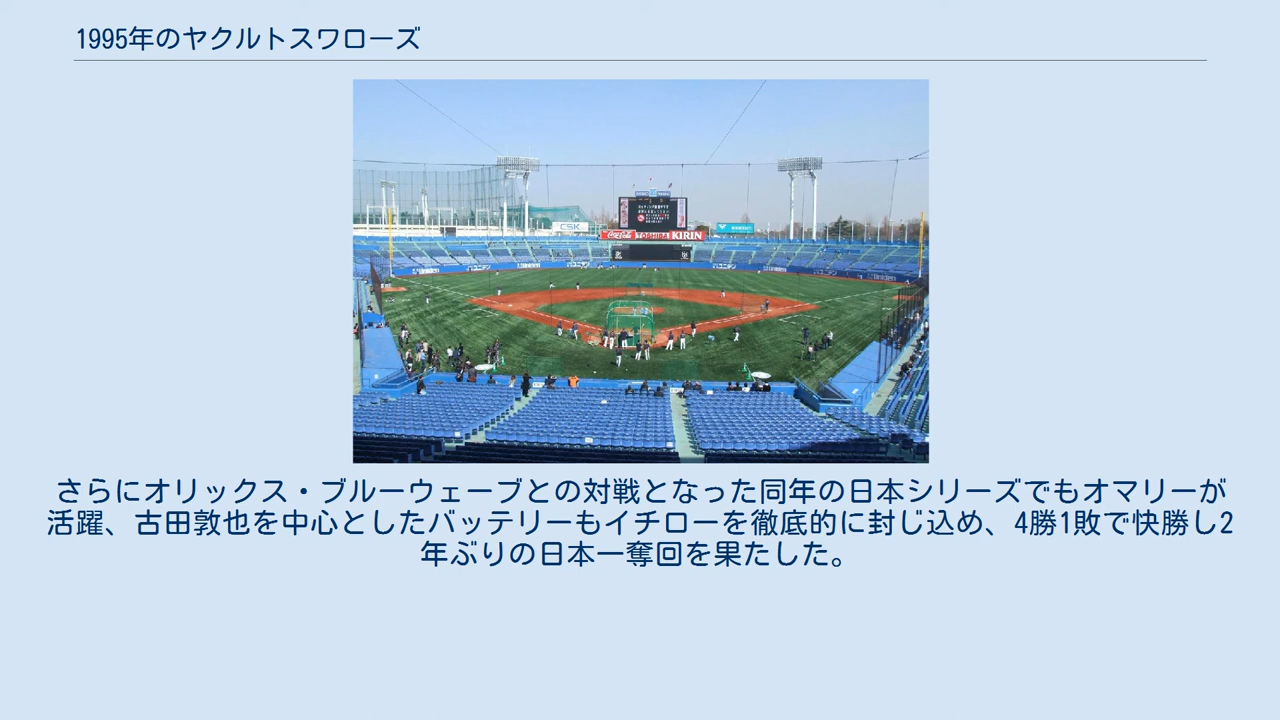 1995年のヤクルトスワローズ
CSK
Coca-Cola TOSHIBA KIRIN
さらにオリックス・ブルーウェーブとの対戦となった同年の日本シリーズでもオマリーが
活躍、古田敦也を中心としたバッテリーもイチローを徹底的に封じ込め、4勝1敗で快勝し2
年ぶりの日本一奪回を果たした。